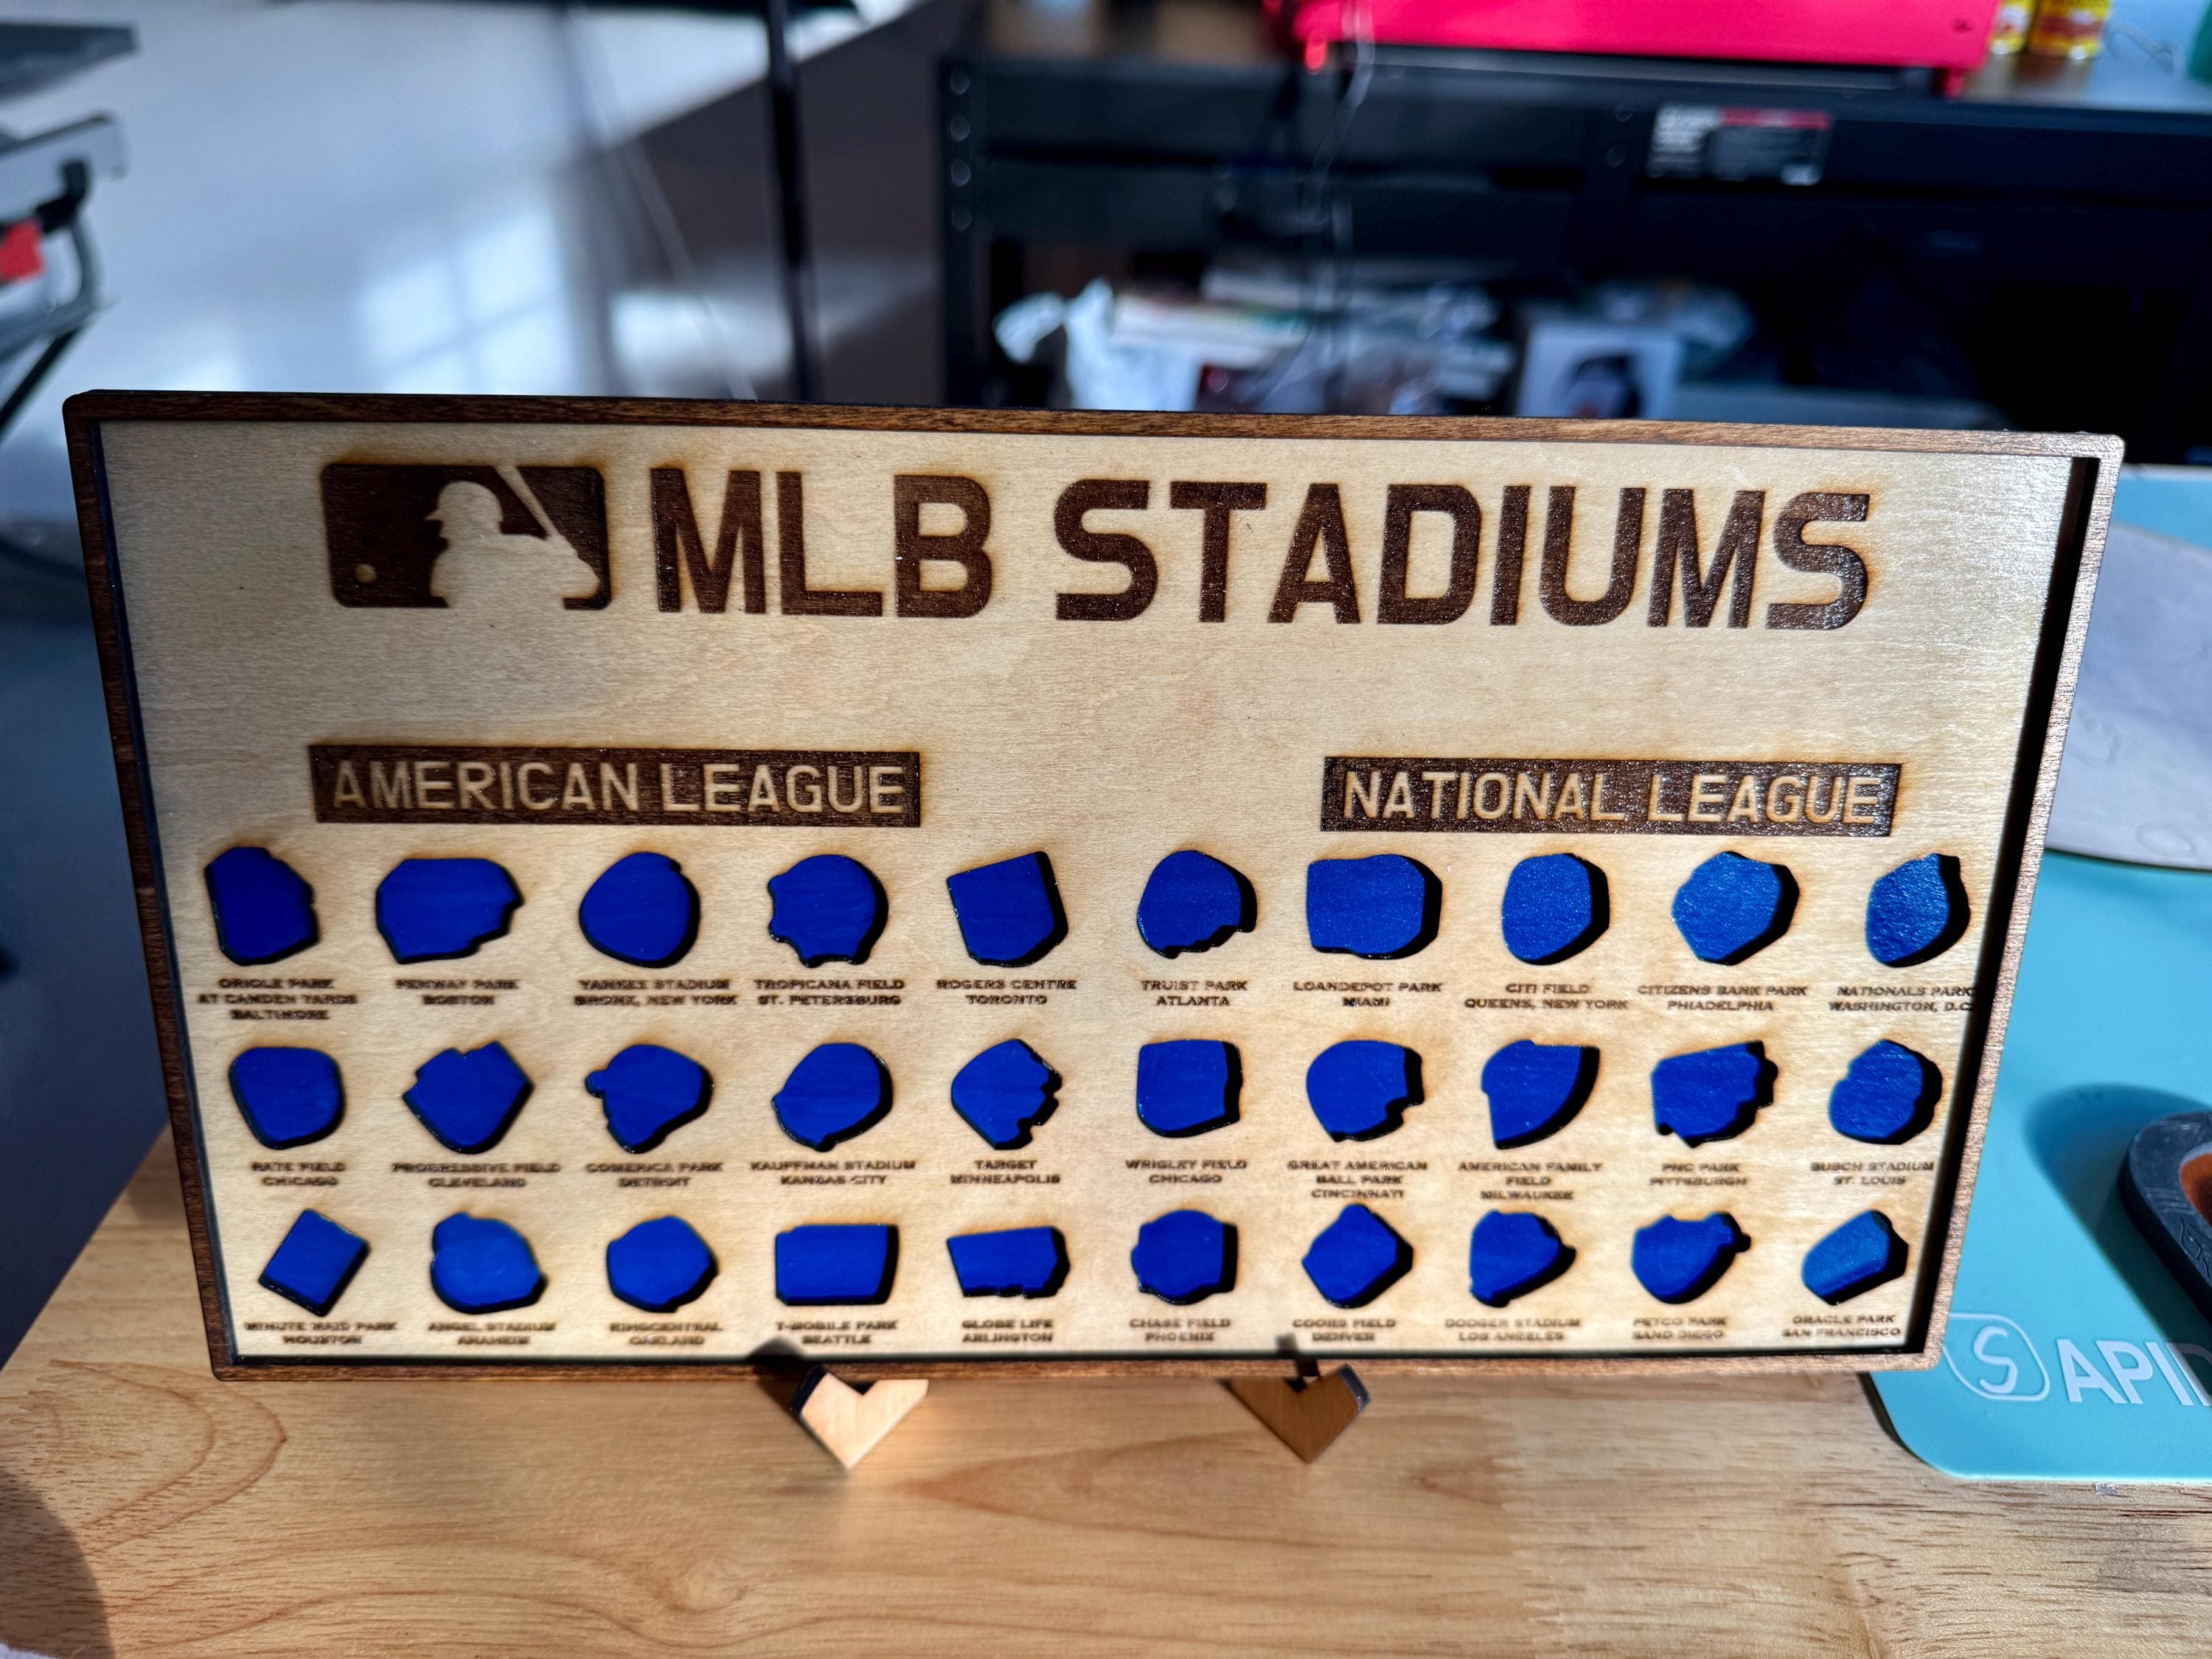 MLB STADIUMS
AMERICAN LEAGUE
NATIONAL LEAGUE
ORIOLE PARK
AT CAMDEN YARDS
BALTIMORE
FENWAY PARK
BOSTON
YANKEE STADIUM
BRONX, NEW YORK
TROPICANA FIELD
ST. PETERSBURG
ROGERS CENTRE
TORONTO
TRUIST PARK
ATLANTA
LOANDEPOT PARK
MIAMI
CITI FIELD
QUEENS, NEW YORK
CITIZENS BANK PARK
PHIADELPHIA
NATIONALS PARK
WASHINGTON, D.C.
RATE FIELD
CHICAGO
PROGRESSIVE FIELD
CLEVELAND
COMERICA PARK
DETROIT
KAUFFMAN STADIUM
KANSAS CITY
TARGET
MINNEAPOLIS
WRIGLEY FIELD
CHICAGO
GREAT AMERICAN
BALL PARK
CINCINNATI
AMERICAN FAMILY
FIELD
MILWAUKEE
PNC PARK
PITTSBURGH
BUSCH STADIUM
ST. LOUIS
MINUTE MAID PARK
HOUSTON
ANGEL STADIUM
ANAHEIM
RINGCENTRAL
OAKLAND
T-MOBILE PARK
SEATTLE
GLOBE LIFE
ARLINGTON
CHASE FIELD
PHOENIX
COORS FIELD
DENVER
DODGER STADIUM
LOS ANGELES
PETCO PARK
SAND DIEGO
ORACLE PARK
SAN FRANCISCO
S API